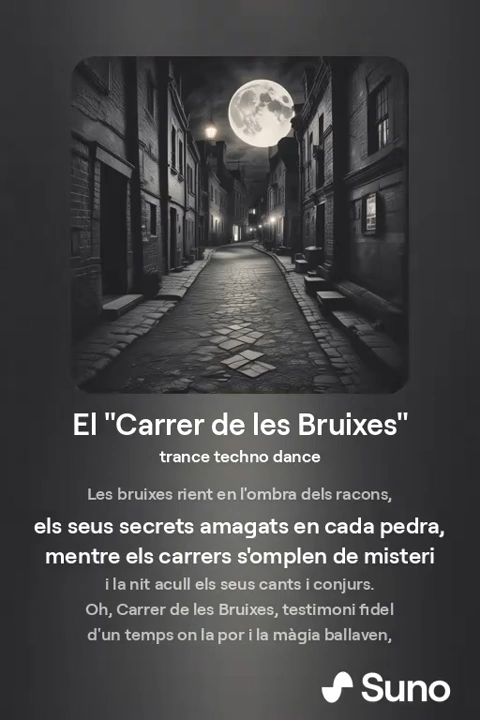 El "Carrer de les Bruixes"
trance techno dance
Les bruixes rient en l'ombra dels racons,
els seus secrets amagats en cada pedra,
mentre els carrers s'omplen de misteri
i la nit acull els seus cants i conjurs.
Oh, Carrer de les Bruixes, testimoni fidel
d'un temps on la por i la màgia ballaven,
Suno